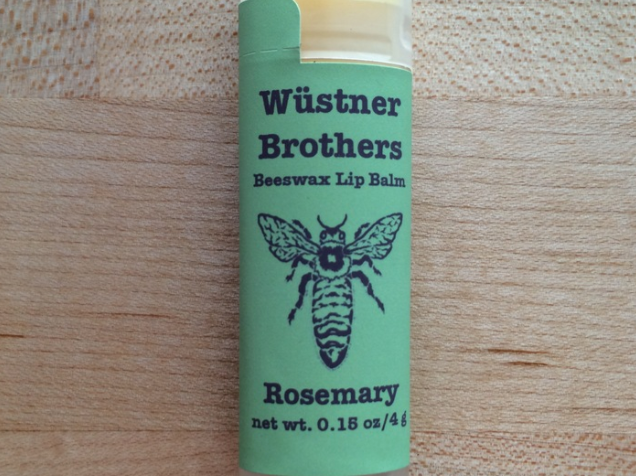 Wüstner
Brothers
Beeswax Lip Balm
Rosemary
net wt. 0.15 oz/4 g